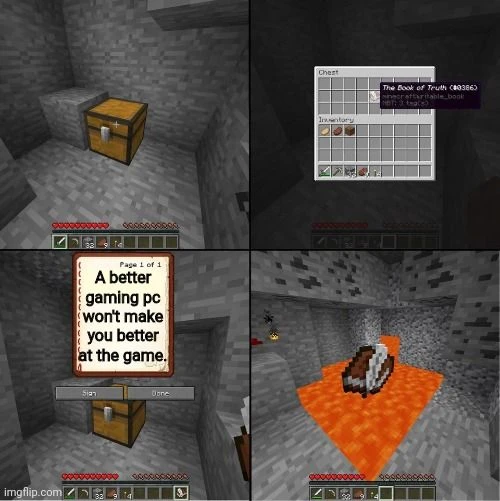 Chest
The Book of Truth (#0386)
minecraft:writable_book
NBT: 3 tag(s)
Inventory
Page 1 of 1
A better
gaming pc
won't make
you better
at the game.
Sign
Done
imgflip.com